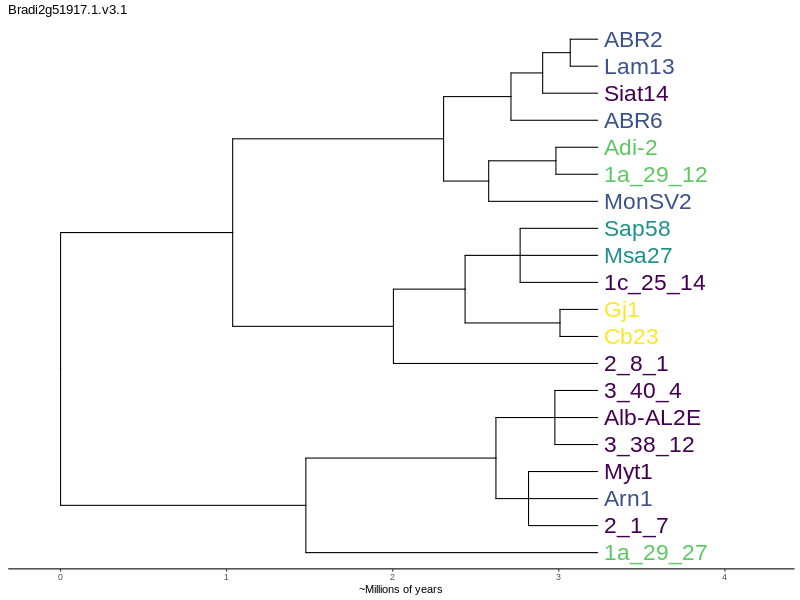 Bradi2g51917.1.v3.1
ABR2
Lam13
Siat14
ABR6
Adi-2
1a_29_12
MonSV2
Sap58
Msa27
1c_25_14
Gj1
Cb23
2_8_1
3_40_4
Alb-AL2E
3_38_12
Myt1
Arn1
2_1_7
1a_29_27
0 1 2 3 4
~Millions of years